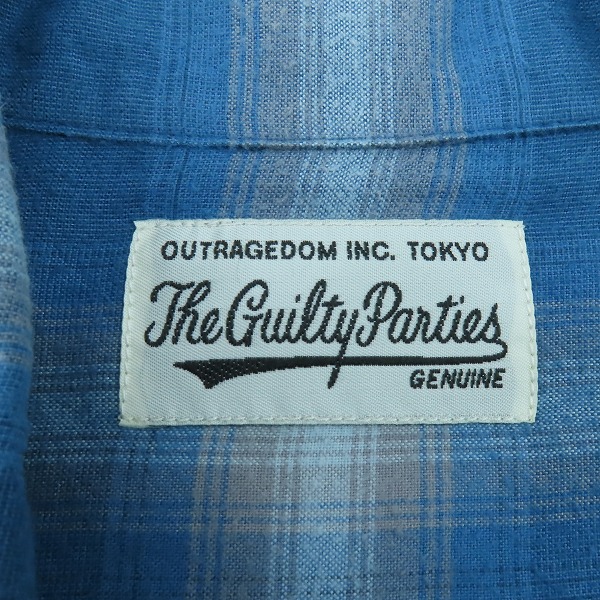 OUTRAGEDOM INC. TOKYO
The Guilty Parties
GENUINE